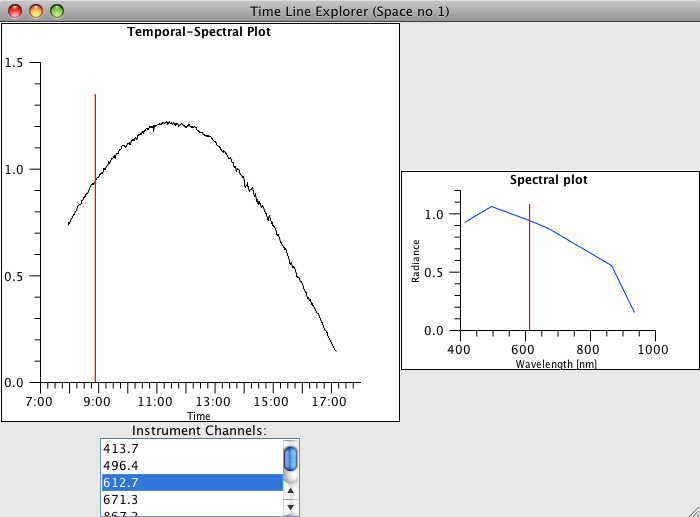 Time Line Explorer (Space no 1)
Temporal-Spectral Plot
1.5
1.0
0.5
0.0
7:00 9:00 11:00 13:00 15:00 17:00
Time
Spectral plot
Radiance
1.0
0.5
0.0
400 600 800 1000
Wavelength [nm]
Instrument Channels:
413.7
496.4
612.7
671.3